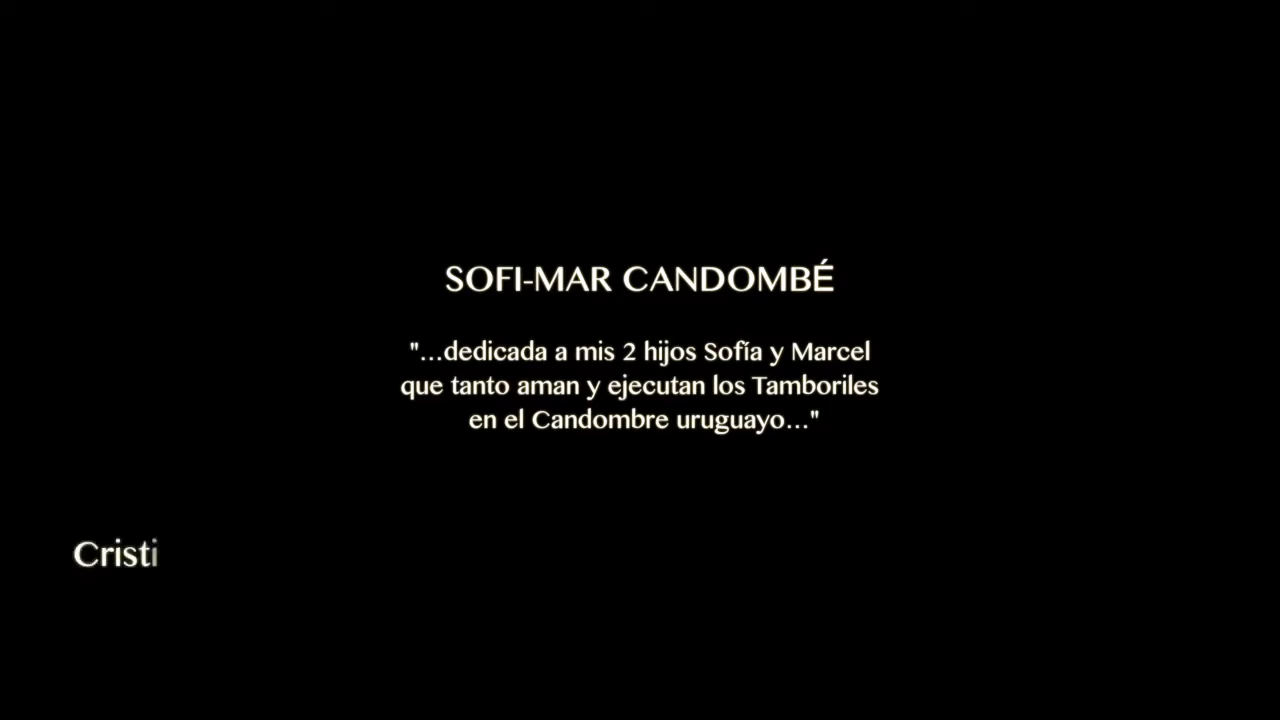 SOFI-MAR CANDOMBÉ
"...dedicada a mis 2 hijos Sofía y Marcel
que tanto aman y ejecutan los Tamboriles
en el Candombre uruguayo..."
Cristi